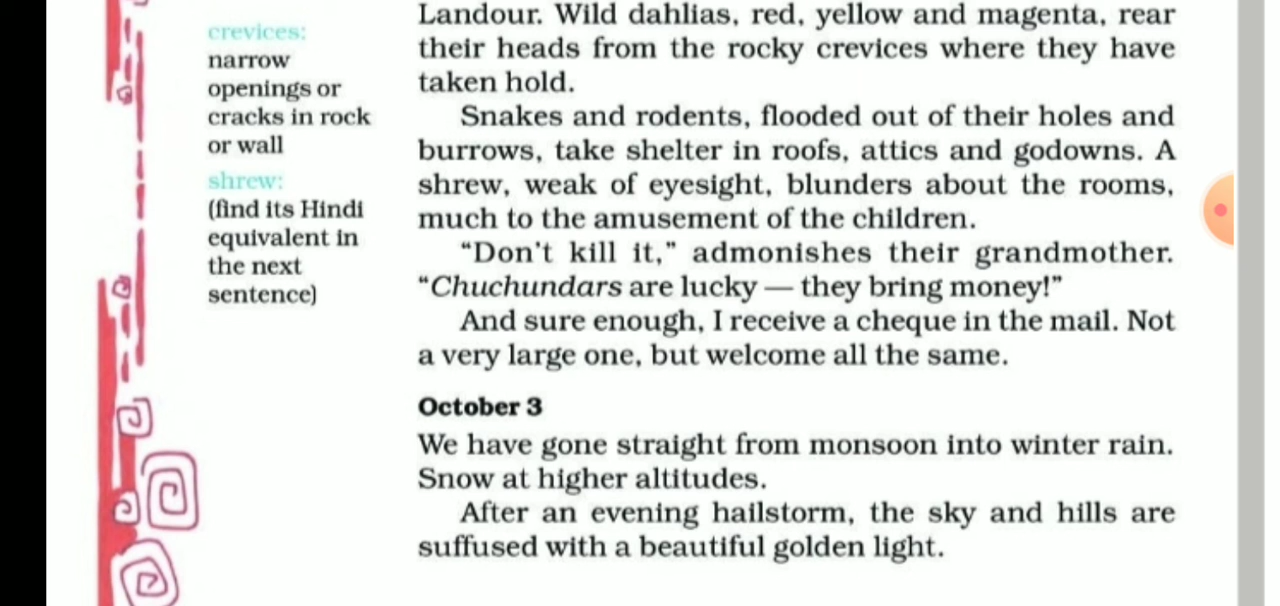 crevices:
narrow
openings or
cracks in rock
or wall
shrew:
(find its Hindi
equivalent in
the next
sentence)
Landour. Wild dahlias, red, yellow and magenta, rear
their heads from the rocky crevices where they have
taken hold.
Snakes and rodents, flooded out of their holes and
burrows, take shelter in roofs, attics and godowns. A
shrew, weak of eyesight, blunders about the rooms,
much to the amusement of the children.
“Don't kill it,” admonishes their grandmother.
“Chuchundars are lucky — they bring money!”
And sure enough, I receive a cheque in the mail. Not
a very large one, but welcome all the same.
October 3
We have gone straight from monsoon into winter rain.
Snow at higher altitudes.
After an evening hailstorm, the sky and hills are
suffused with a beautiful golden light.